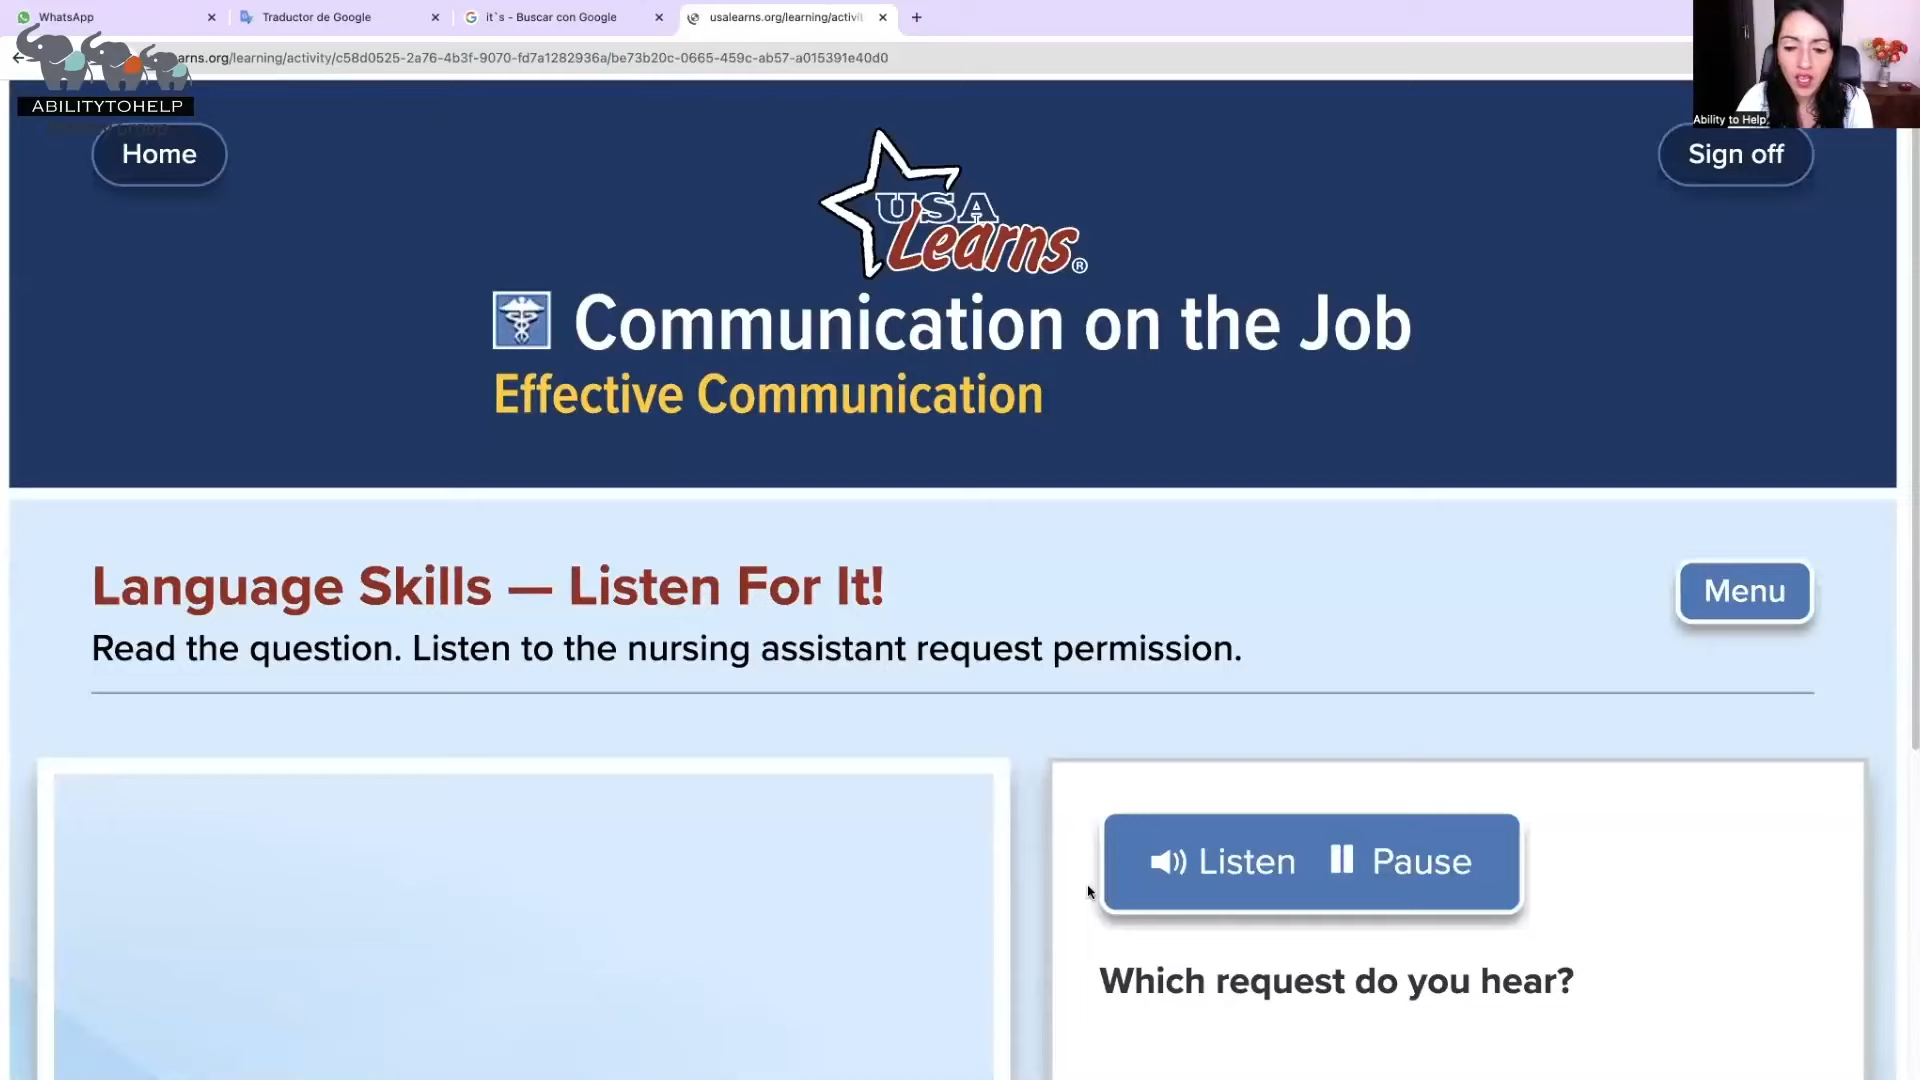 WhatsApp
Traductor de Google
it`s - Buscar con Google
usalearns.org/learning/activit
arns.org/learning/activity/c58d0525-2a76-4b3f-9070-fd7a1282936a/be73b20c-0665-459c-ab57-a015391e40d0
ABILITYTOHELP
Ability to Help
Home
Sign off
USA
Learns®
Communication on the Job
Effective Communication
Language Skills — Listen For It!
Menu
Read the question. Listen to the nursing assistant request permission.
Listen Pause
Which request do you hear?